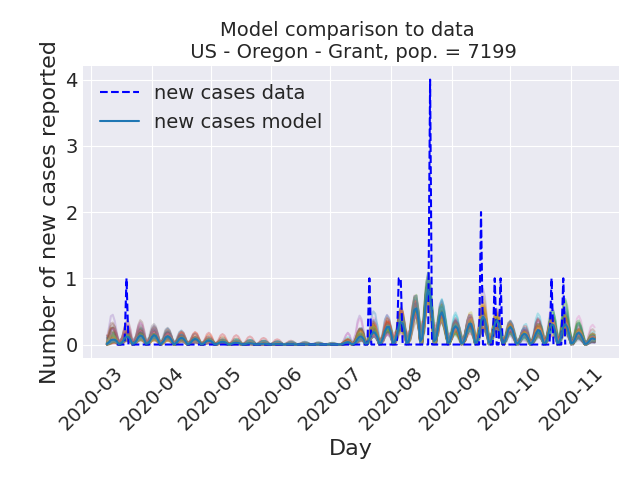 Model comparison to data
US - Oregon - Grant, pop. = 7199
Number of new cases reported
4
3
2
1
0
new cases data
new cases model
2020-03
2020-04
2020-05
2020-06
2020-07
2020-08
2020-09
2020-10
2020-11
Day